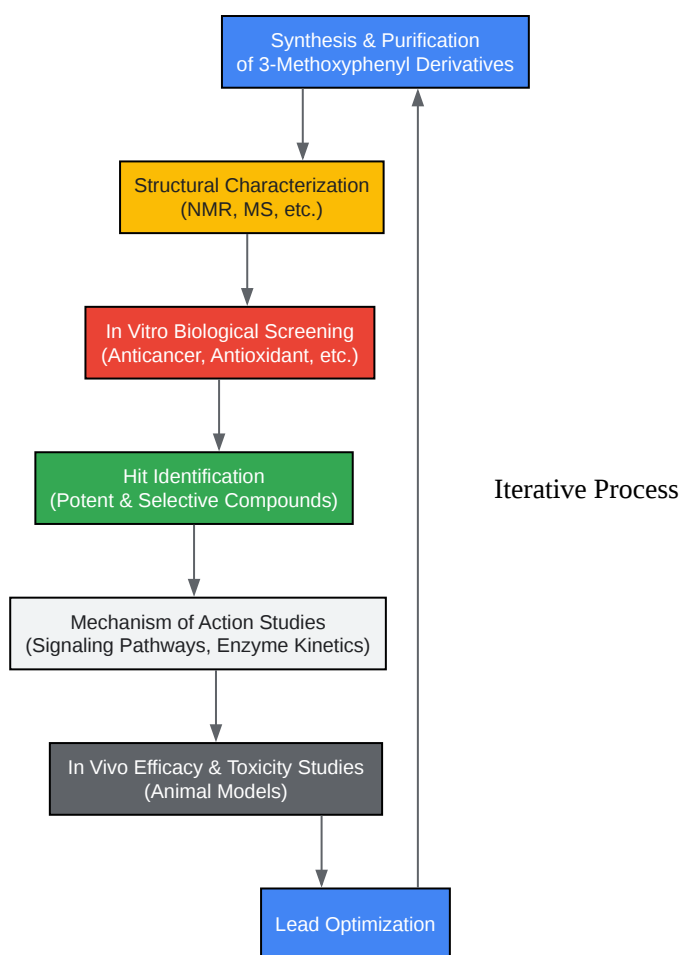 Synthesis & Purification
of 3-Methoxyphenyl Derivatives
Structural Characterization
(NMR, MS, etc.)
In Vitro Biological Screening
(Anticancer, Antioxidant, etc.)
Hit Identification
(Potent & Selective Compounds)
Iterative Process
Mechanism of Action Studies
(Signaling Pathways, Enzyme Kinetics)
In Vivo Efficacy & Toxicity Studies
(Animal Models)
Lead Optimization